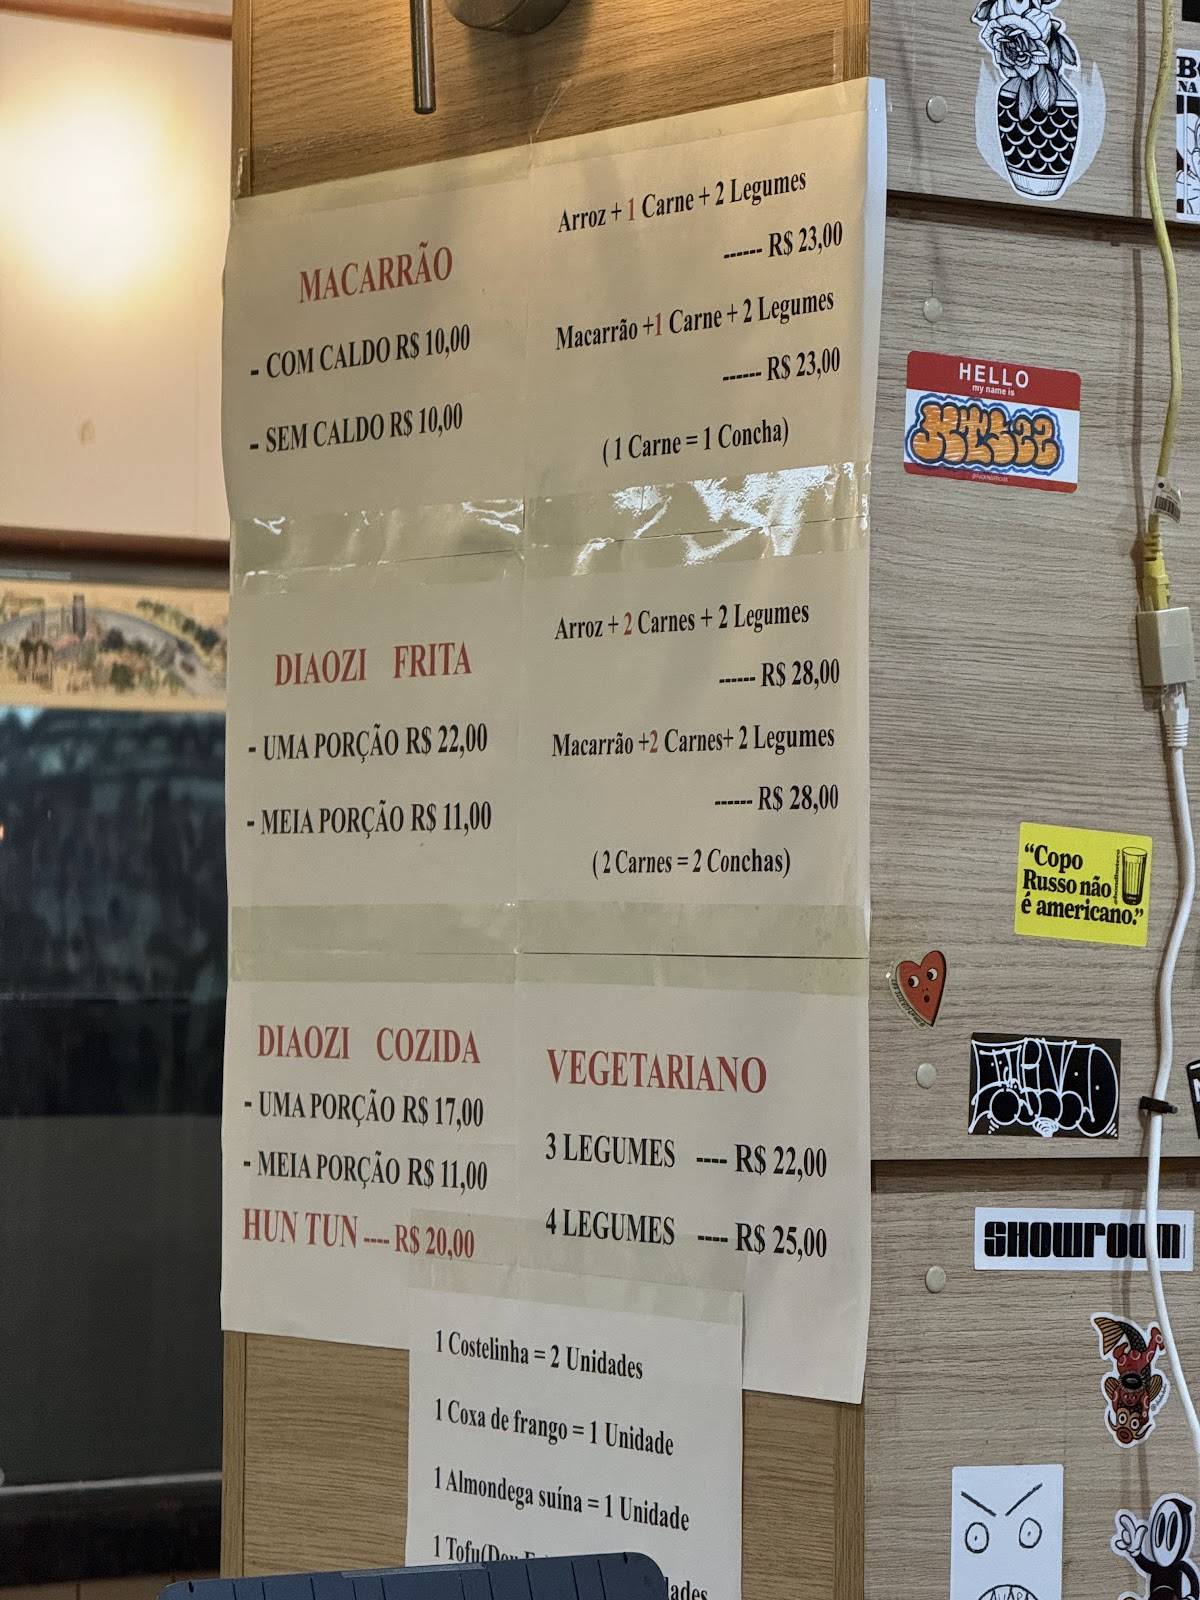 MACARRÃO
- COM CALDO R$ 10,00
- SEM CALDO R$ 10,00
DIAOZI FRITA
- UMA PORÇÃO R$ 22,00
- MEIA PORÇÃO R$ 11,00
DIAOZI COZIDA
- UMA PORÇÃO R$ 17,00
- MEIA PORÇÃO R$ 11,00
HUN TUN ---- R$ 20,00
Arroz + 1 Carne + 2 Legumes
------ R$ 23,00
Macarrão +1 Carne + 2 Legumes
------ R$ 23,00
( 1 Carne = 1 Concha)
Arroz + 2 Carnes + 2 Legumes
------ R$ 28,00
Macarrão +2 Carnes+ 2 Legumes
------ R$ 28,00
( 2 Carnes = 2 Conchas)
VEGETARIANO
3 LEGUMES ---- R$ 22,00
4 LEGUMES ---- R$ 25,00
1 Costelinha = 2 Unidades
1 Coxa de frango = 1 Unidade
1 Almondega suína = 1 Unidade
1 Tofu(
HELLO
my name is
"Copo
Russo não
é americano."
SHOWroom
NA